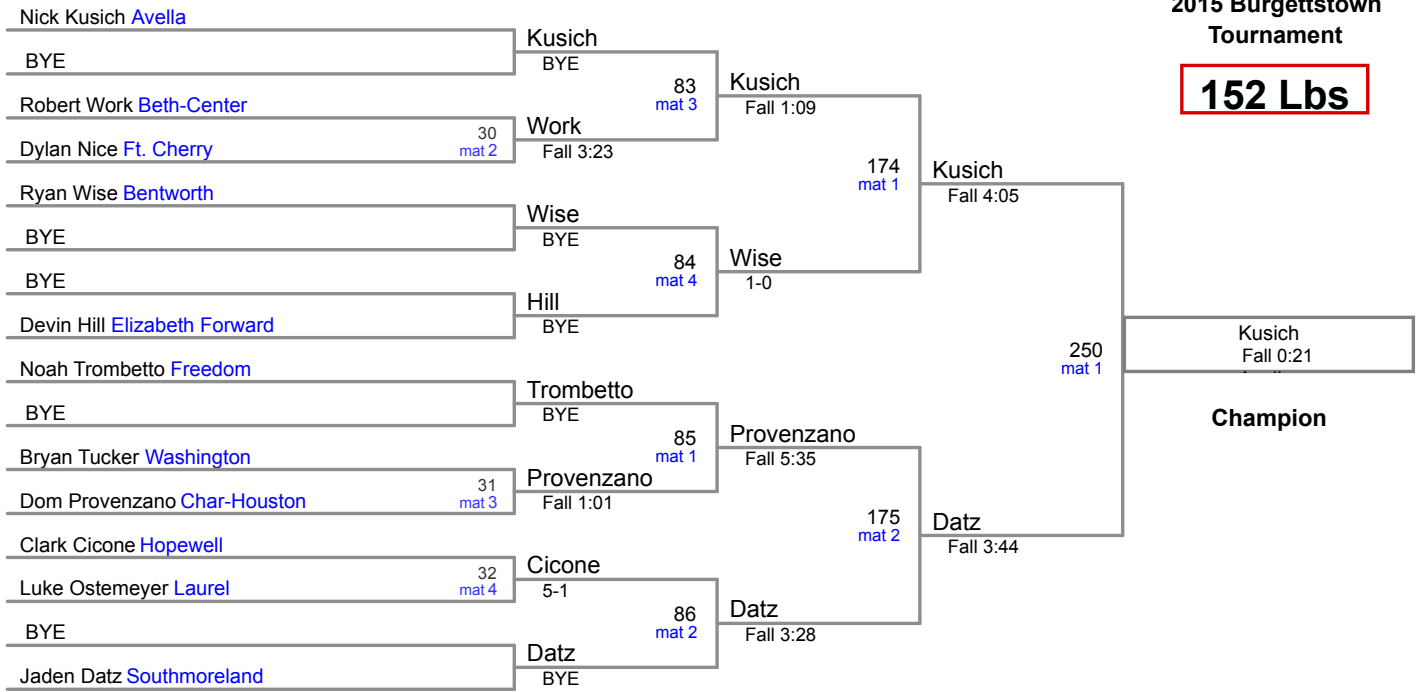 2015 Burgettstown
Tournament
152 Lbs
Nick Kusich Avella
BYE
Robert Work Beth-Center
Dylan Nice Ft. Cherry
30
mat 2
Ryan Wise Bentworth
BYE
BYE
Devin Hill Elizabeth Forward
Noah Trombetto Freedom
BYE
Bryan Tucker Washington
Dom Provenzano Char-Houston
31
mat 3
Clark Cicone Hopewell
Luke Ostemeyer Laurel
32
mat 4
BYE
Jaden Datz Southmoreland
Kusich
BYE
83
mat 3
Work
Fall 3:23
Wise
BYE
84
mat 4
Hill
BYE
Trombetto
BYE
85
mat 1
Provenzano
Fall 1:01
Cicone
5-1
86
mat 2
Datz
BYE
Kusich
Fall 1:09
174
mat 1
Wise
1-0
Provenzano
Fall 5:35
175
mat 2
Datz
Fall 3:28
Kusich
Fall 4:05
250
mat 1
Datz
Fall 3:44
Kusich
Fall 0:21
Champion